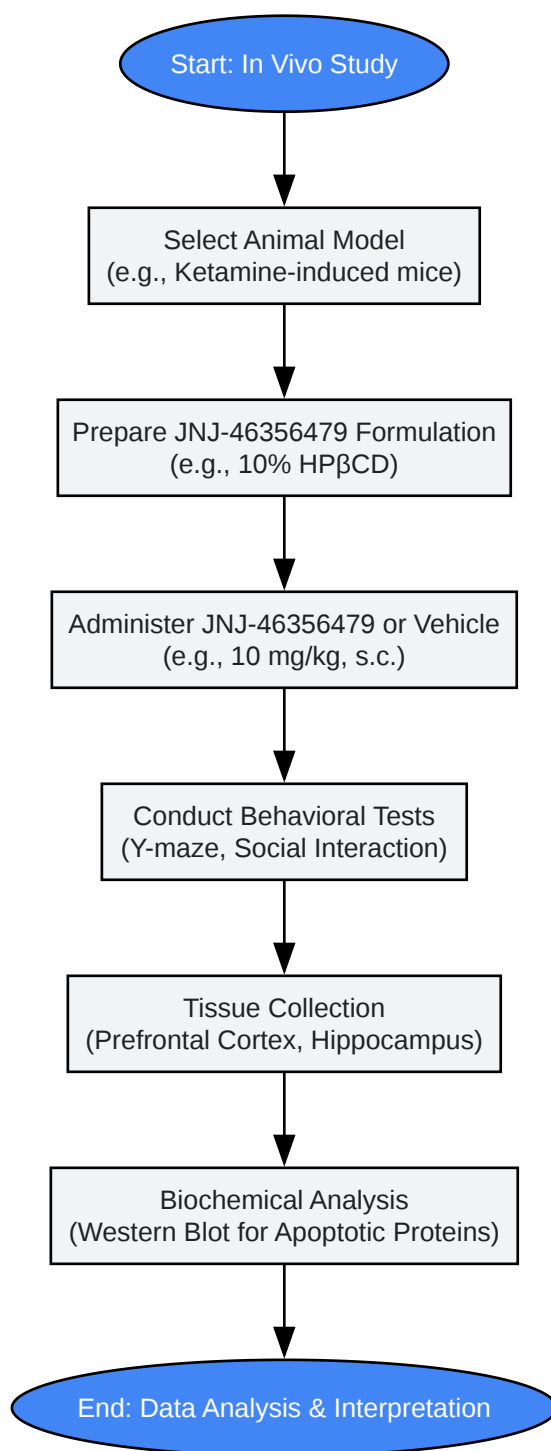 Start: In Vivo Study
Select Animal Model
(e.g., Ketamine-induced mice)
Prepare JNJ-46356479 Formulation
(e.g., 10% HPβCD)
Administer JNJ-46356479 or Vehicle
(e.g., 10 mg/kg, s.c.)
Conduct Behavioral Tests
(Y-maze, Social Interaction)
Tissue Collection
(Prefrontal Cortex, Hippocampus)
Biochemical Analysis
(Western Blot for Apoptotic Proteins)
End: Data Analysis & Interpretation